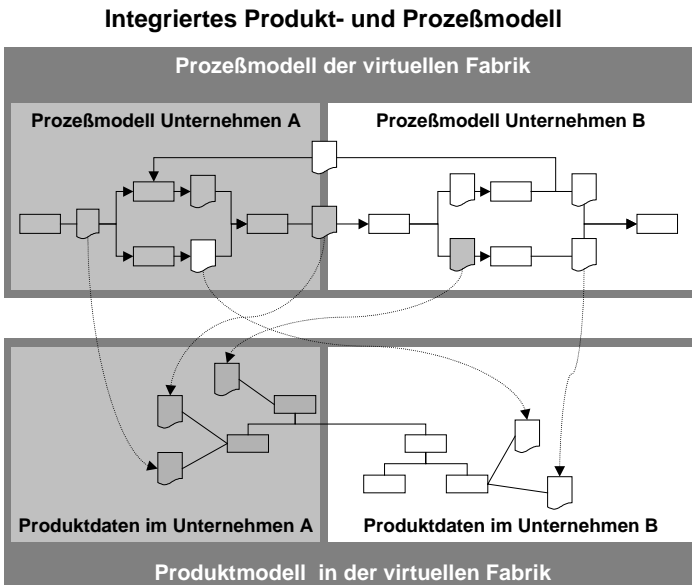 Integriertes Produkt- und Prozeßmodell
Prozeßmodell der virtuellen Fabrik
Prozeßmodell Unternehmen A
Prozeßmodell Unternehmen B
Produktdaten im Unternehmen A
Produktdaten im Unternehmen B
Produktmodell in der virtuellen Fabrik